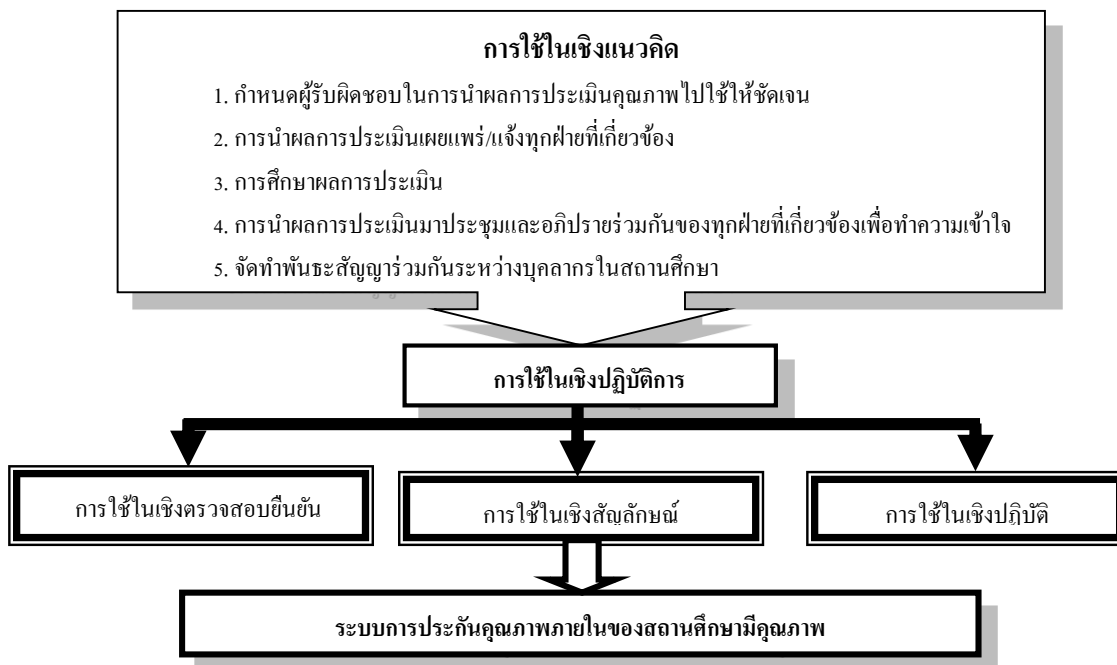 การใช้ในเชิงแนวคิด
1. กำหนดผู้รับผิดชอบในการนำผลการประเมินคุณภาพไปใช้ให้ชัดเจน
2. การนำผลการประเมินเผยแพร่/แจ้งทุกฝ่ายที่เกี่ยวข้อง
3. การศึกษาผลการประเมิน
4. การนำผลการประเมินมาประชุมและอภิปรายร่วมกันของทุกฝ่ายที่เกี่ยวข้องเพื่อทำความเข้าใจ
5. จัดทำพันธะสัญญาร่วมกันระหว่างบุคลากรในสถานศึกษา
การใช้ในเชิงปฏิบัติการ
การใช้ในเชิงตรวจสอบยืนยัน
การใช้ในเชิงสัญลักษณ์
การใช้ในเชิงปฏิบัติ
ระบบการประกันคุณภาพภายในของสถานศึกษามีคุณภาพ